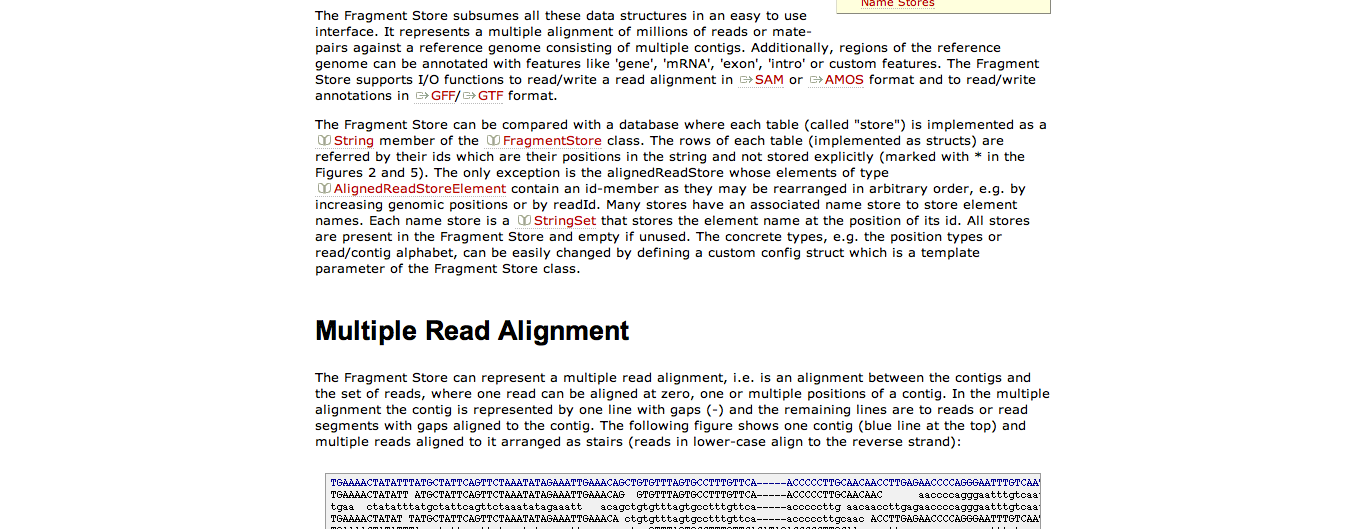 Name Stores
The Fragment Store subsumes all these data structures in an easy to use
interface. It represents a multiple alignment of millions of reads or mate-
pairs against a reference genome consisting of multiple contigs. Additionally, regions of the reference
genome can be annotated with features like 'gene', 'mRNA', 'exon', 'intro' or custom features. The Fragment
Store supports I/O functions to read/write a read alignment in SAM or AMOS format and to read/write
annotations in GFF/GTF format.
The Fragment Store can be compared with a database where each table (called "store") is implemented as a
String member of the FragmentStore class. The rows of each table (implemented as structs) are
referred by their ids which are their positions in the string and not stored explicitly (marked with * in the
Figures 2 and 5). The only exception is the alignedReadStore whose elements of type
AlignedReadStoreElement contain an id-member as they may be rearranged in arbitrary order, e.g. by
increasing genomic positions or by readId. Many stores have an associated name store to store element
names. Each name store is a StringSet that stores the element name at the position of its id. All stores
are present in the Fragment Store and empty if unused. The concrete types, e.g. the position types or
read/contig alphabet, can be easily changed by defining a custom config struct which is a template
parameter of the Fragment Store class.
Multiple Read Alignment
The Fragment Store can represent a multiple read alignment, i.e. is an alignment between the contigs and
the set of reads, where one read can be aligned at zero, one or multiple positions of a contig. In the multiple
alignment the contig is represented by one line with gaps (-) and the remaining lines are to reads or read
segments with gaps aligned to the contig. The following figure shows one contig (blue line at the top) and
multiple reads aligned to it arranged as stairs (reads in lower-case align to the reverse strand):
TGAAAACTATATTTATGCTATTCAGTTCTAAATATAGAAATTGAAACAGCTGTGTTTAGTGCCTTTGTTCA-----ACCCCCTTGCAACAACCTTGAGAACCCCAGGGAATTTGTCAA
TGAAAACTATATT ATGCTATTCAGTTCTAAATATAGAAATTGAAACAG GTGTTTAGTGCCTTTGTTCA-----ACCCCCTTGCAACAAC aaccccagggaatttgtcaa
tgaa ctatatttatgctattcagttctaaatatagaaatt acagctgtgtttagtgcctttgttca-----acccccttg aacaaccttgagaaccccagggaatttgtcaa
TGAAAACTATAT TATGCTATTCAGTTCTAAATATAGAAATTGAAACA ctgtgtttagtgcctttgttca-----acccccttgcaac ACCTTGAGAACCCCAGGGAATTTGTCAA